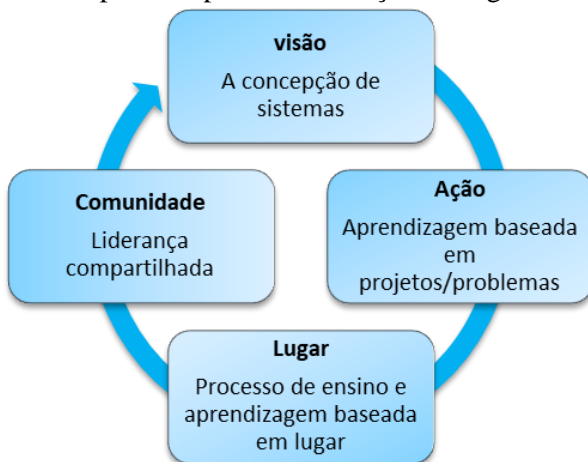 visão
A concepção de
sistemas
Ação
Aprendizagem baseada
em
projetos/problemas
Lugar
Processo de ensino e
aprendizagem baseada
em lugar
Comunidade
Liderança
compartilhada